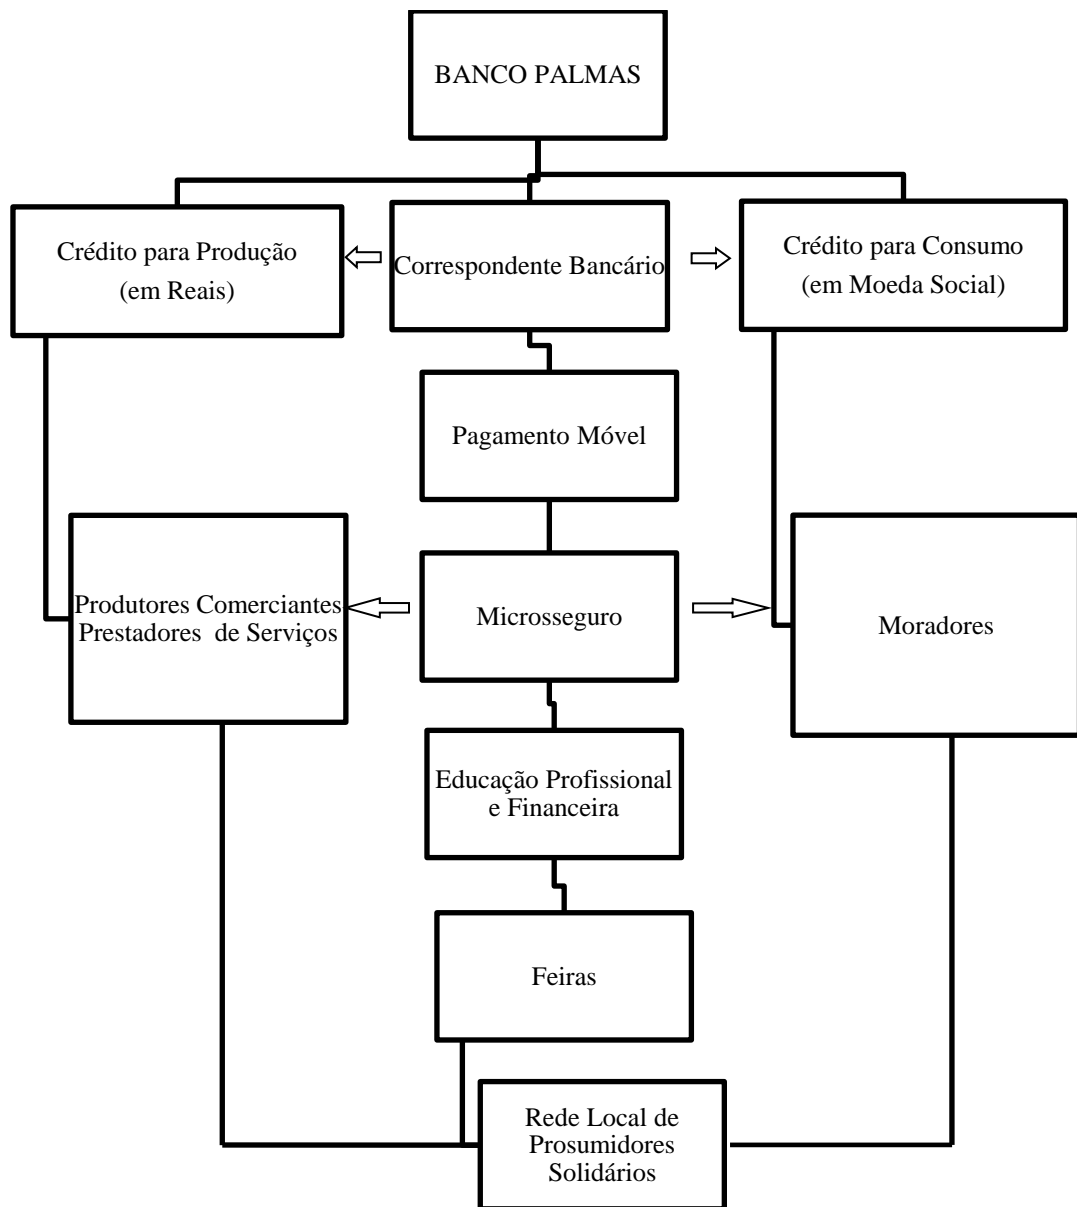 BANCO PALMAS
Crédito para Produção
(em Reais)
Correspondente Bancário
Crédito para Consumo
(em Moeda Social)
Pagamento Móvel
Produtores Comerciantes
Prestadores de Serviços
Microsseguro
Moradores
Educação Profissional
e Financeira
Feiras
Rede Local de
Prosumidores
Solidários